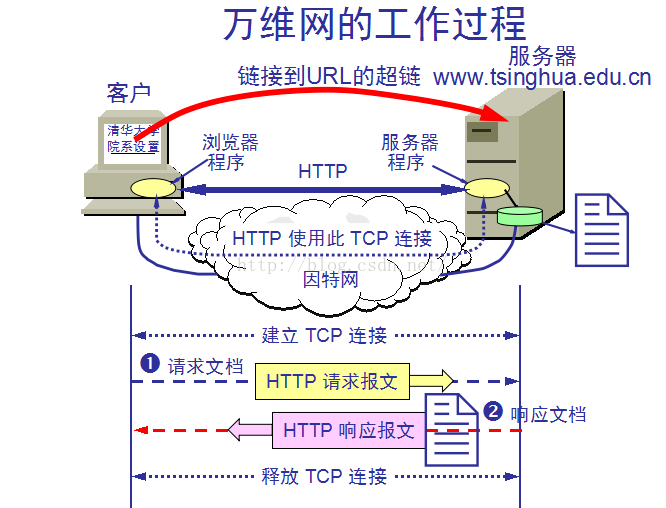 万维网的工作过程
服务器
链接到URL的超链 www.tsinghua.edu.cn
客户
清华大学
院系设置
浏览器
程序
服务器
程序
HTTP
HTTP 使用此 TCP 连接
http://blog.csdn.net
因特网
建立 TCP 连接
❶ 请求文档
HTTP 请求报文
HTTP 响应报文
❷ 响应文档
释放 TCP 连接